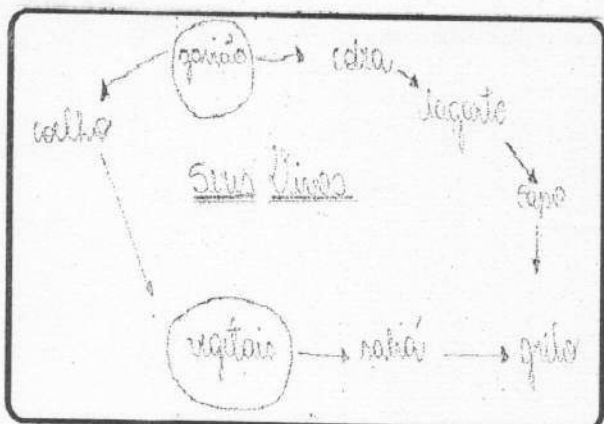 gavião
cobra
coelho
lagarto
Seres Vivos
sapo
vegetais
sabiá
grilo